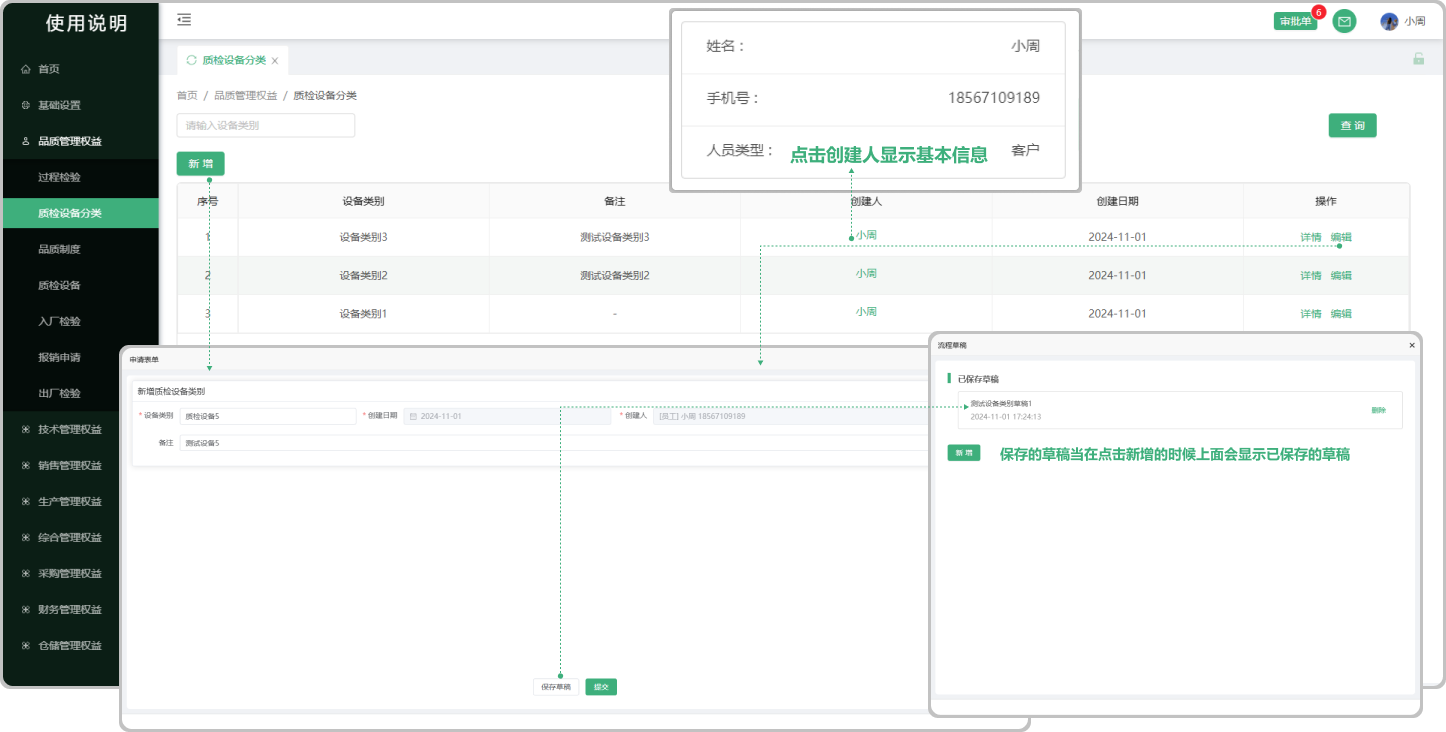 使用说明
首页
基础设置
品质管理权益
过程检验
质检设备分类
品质制度
质检设备
入厂检验
报销申请
出厂检验
技术管理权益
销售管理权益
生产管理权益
综合管理权益
采购管理权益
财务管理权益
仓储管理权益
审批单 6 小周
质检设备分类 ×
首页 / 品质管理权益 / 质检设备分类
请输入设备类别
查 询
新 增
姓名： 小周
手机号： 18567109189
人员类型： 点击创建人显示基本信息 客户
序号 设备类别 备注 创建人 创建日期 操作
1 设备类别3 测试设备类别3 小周 2024-11-01 详情 编辑
2 设备类别2 测试设备类别2 小周 2024-11-01 详情 编辑
3 设备类别1 - 小周 2024-11-01 详情 编辑
申请表单
新增质检设备类别
* 设备类别 质检设备5 * 创建日期 2024-11-01 * 创建人 [员工] 小周 18567109189
备注 测试设备5
保存草稿 提交
流程草稿 ×
已保存草稿
测试设备类别草稿1
2024-11-01 17:24:13
删除
新 增 保存的草稿当在点击新增的时候上面会显示已保存的草稿